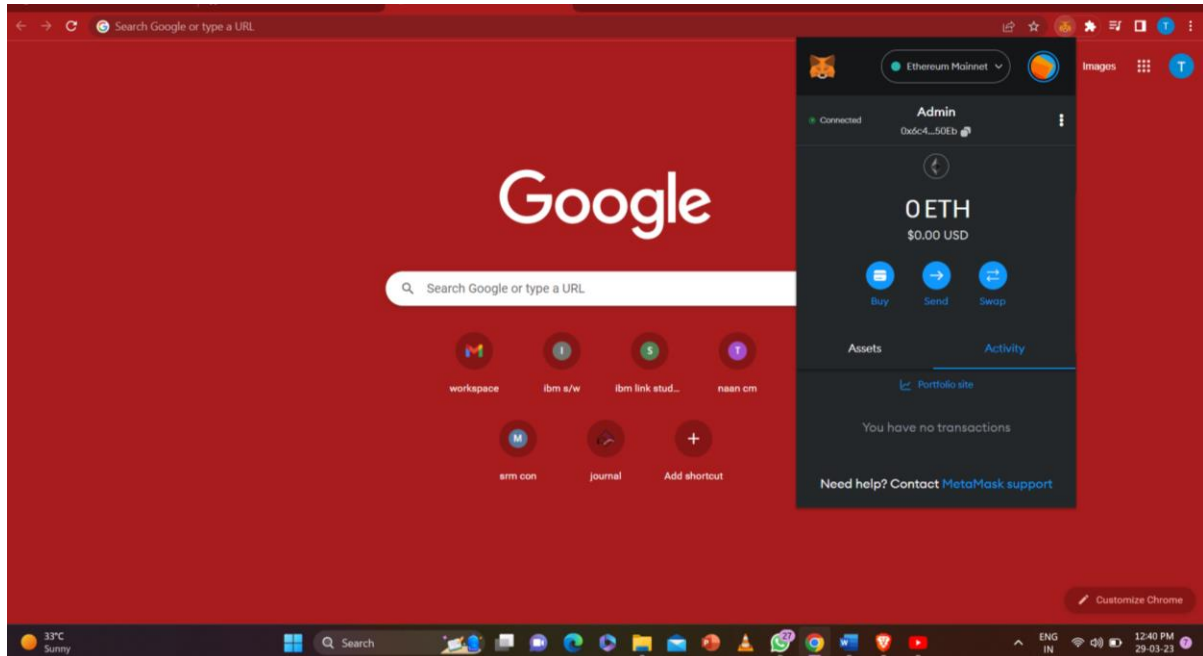 Search Google or type a URL
T
Ethereum Mainnet
Images
T
Connected
Admin
0x6c4...50Eb
Google
0 ETH
$0.00 USD
Search Google or type a URL
Buy Send Swap
I S T
Assets Activity
workspace ibm s/w ibm link stud... naan cm
Portfolio site
You have no transactions
M
srm con journal Add shortcut
Need help? Contact MetaMask support
Customize Chrome
33°C
Sunny
Search
27
ENG
IN
12:40 PM
29-03-23
7